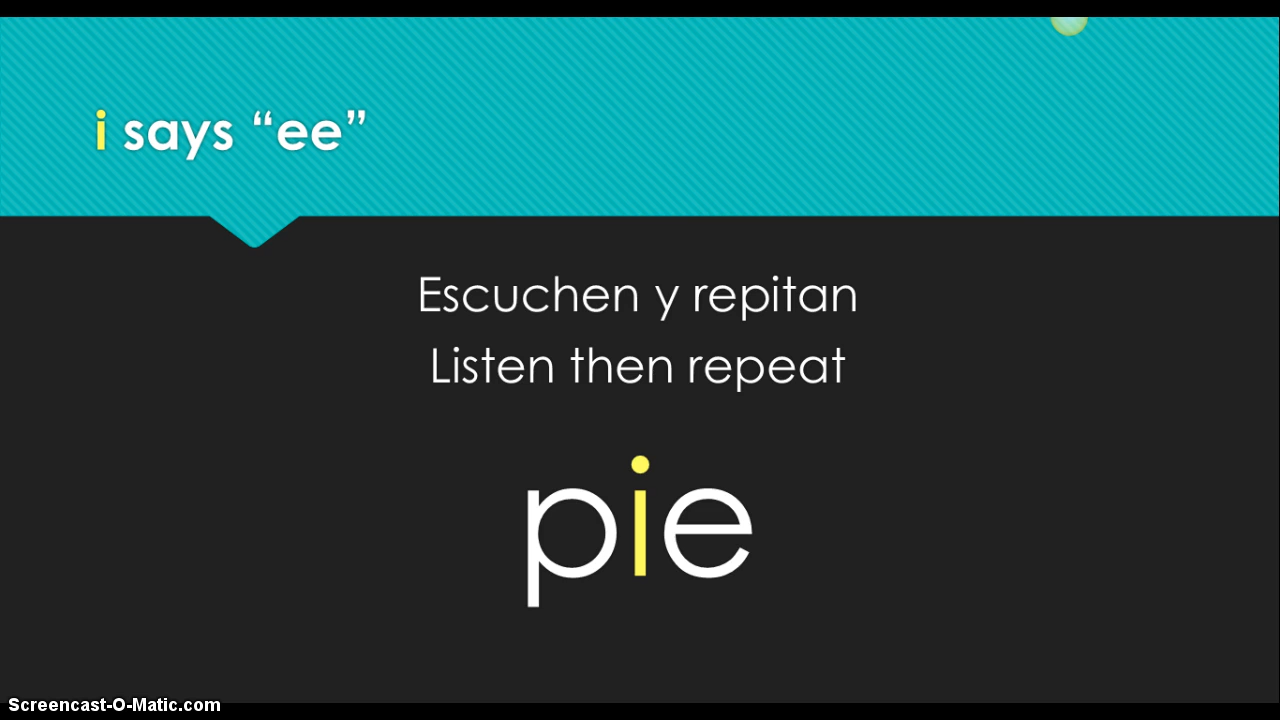 i says “ee”
Escuchen y repitan
Listen then repeat
pie
Screencast-O-Matic.com